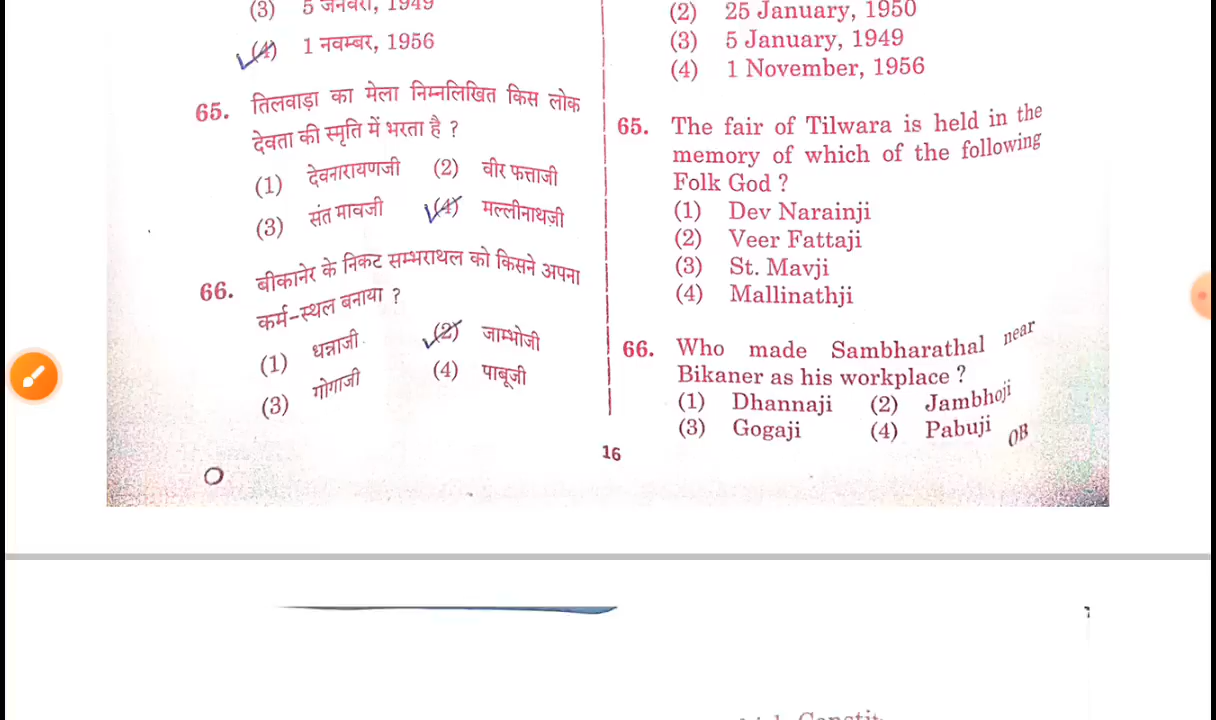 (3) 5 जनवरी, 1949
(4) 1 नवम्बर, 1956
65. तिलवाड़ा का मेला निम्नलिखित किस लोक
देवता की स्मृति में भरता है ?
(1) देवनारायणजी (2) वीर फत्ताजी
(3) संत मावजी (4) मल्लीनाथजी
66. बीकानेर के निकट सम्भराथल को किसने अपना
कर्म-स्थल बनाया ?
(1) धन्नाजी (2) जाम्भोजी
(3) गोगाजी (4) पाबूजी
(2) 25 January, 1950
(3) 5 January, 1949
(4) 1 November, 1956
65. The fair of Tilwara is held in the
memory of which of the following
Folk God ?
(1) Dev Narainji
(2) Veer Fattaji
(3) St. Mavji
(4) Mallinathji
66. Who made Sambharathal near
Bikaner as his workplace ?
(1) Dhannaji (2) Jambhoji
(3) Gogaji (4) Pabuji
16
OB